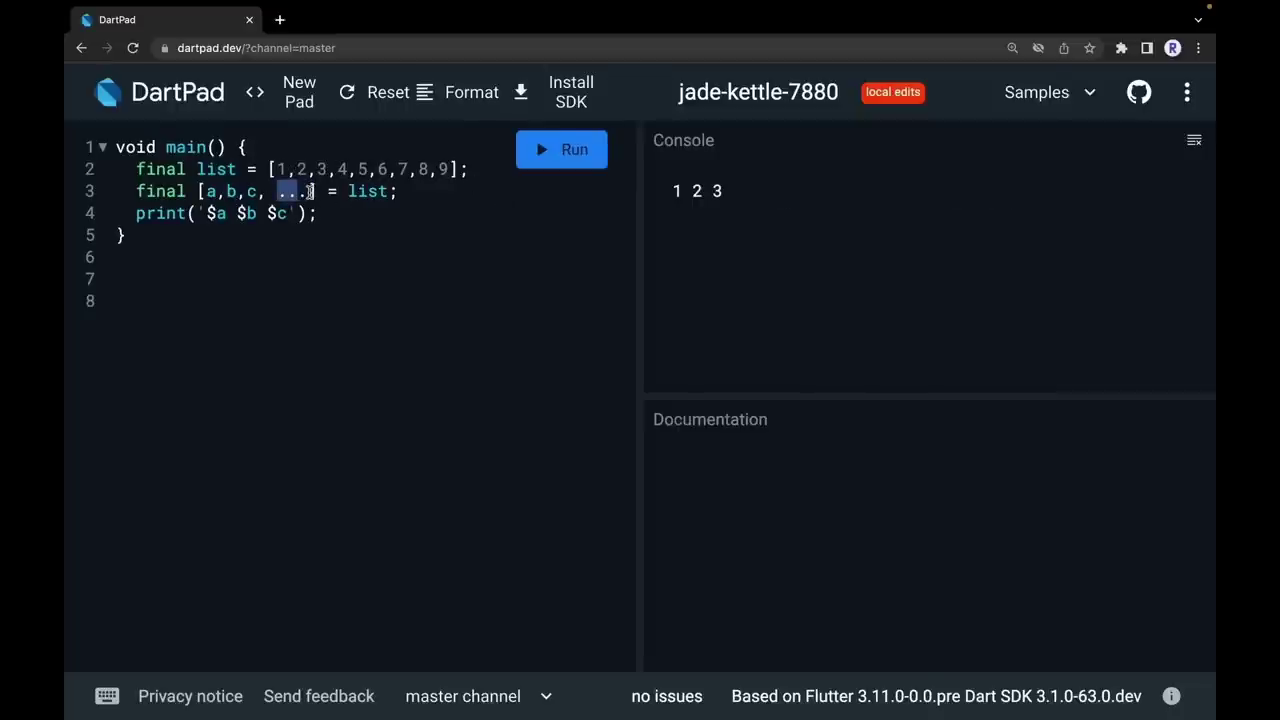 DartPad
dartpad.dev/?channel=master
R
DartPad
<> New Pad
Reset
Format
Install SDK
jade-kettle-7880
local edits
Samples
Run
1 void main() {
2 final list = [1,2,3,4,5,6,7,8,9];
3 final [a,b,c, ...] = list;
4 print('$a $b $c');
5 }
6
7
8
Console
1 2 3
Documentation
Privacy notice
Send feedback
master channel
no issues
Based on Flutter 3.11.0-0.0.pre Dart SDK 3.1.0-63.0.dev